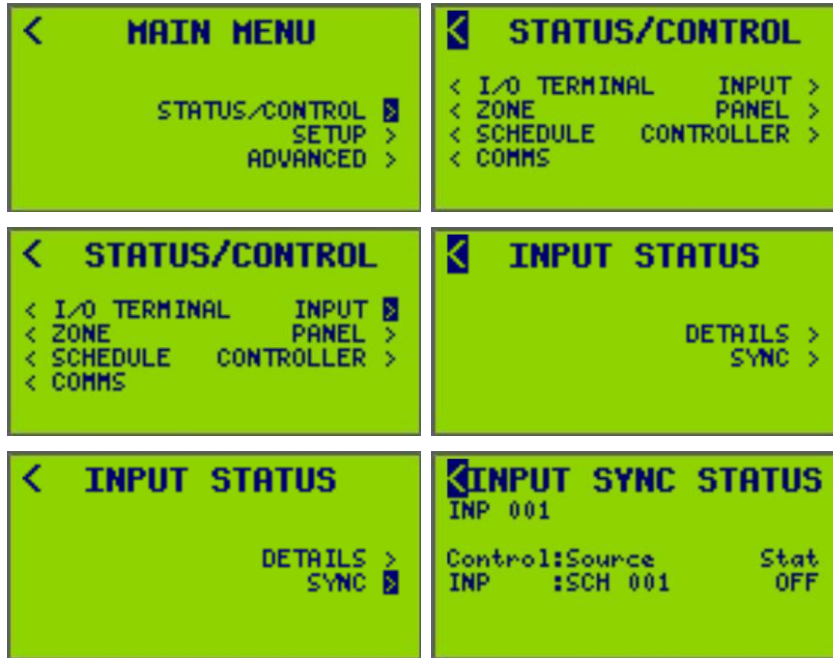 < MAIN MENU
STATUS/CONTROL >
SETUP >
ADVANCED >
< STATUS/CONTROL
< I/O TERMINAL INPUT >
< ZONE PANEL >
< SCHEDULE CONTROLLER >
< COMMS
< STATUS/CONTROL
< I/O TERMINAL INPUT >
< ZONE PANEL >
< SCHEDULE CONTROLLER >
< COMMS
< INPUT STATUS
DETAILS >
SYNC >
< INPUT STATUS
DETAILS >
SYNC >
<INPUT SYNC STATUS
INP 001
Control:Source Stat
INP :SCH 001 OFF